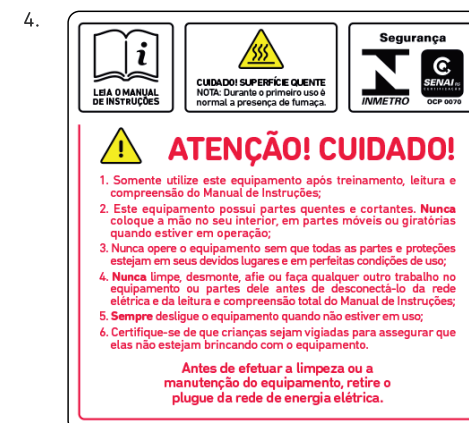 4.
i
LEIA O MANUAL
DE INSTRUÇÕES
CUIDADO! SUPERFÍCIE QUENTE
NOTA: Durante o primeiro uso é
normal a presença de fumaça.
Segurança
INMETRO
SENAI
OCP 0070
ATENÇÃO! CUIDADO!
1. Somente utilize este equipamento após treinamento, leitura e
compreensão do Manual de Instruções;
2. Este equipamento possui partes quentes e cortantes. Nunca
coloque a mão no seu interior, em partes móveis ou giratórias
quando estiver em operação;
3. Nunca opere o equipamento sem que todas as partes e proteções
estejam em seus devidos lugares e em perfeitas condições de uso;
4. Nunca limpe, desmonte, afie ou faça qualquer outro trabalho no
equipamento ou partes dele antes de desconectá-lo da rede
elétrica e da leitura e compreensão total do Manual de Instruções;
5. Sempre desligue o equipamento quando não estiver em uso;
6. Certifique-se de que crianças sejam vigiadas para assegurar que
elas não estejam brincando com o equipamento.
Antes de efetuar a limpeza ou a
manutenção do equipamento, retire o
plugue da rede de energia elétrica.